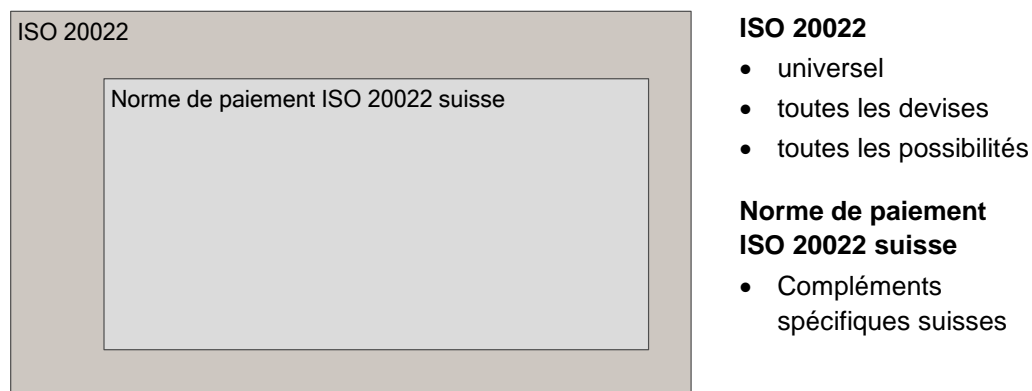 ISO 20022
Norme de paiement ISO 20022 suisse
ISO 20022
• universel
• toutes les devises
• toutes les possibilités
Norme de paiement
ISO 20022 suisse
• Compléments
spécifiques suisses